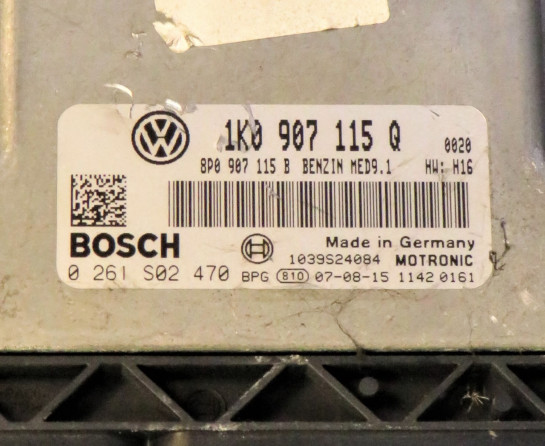 1K0 907 115 Q 0020
8P0 907 115 B BENZIN MED9.1 HW: H16
BOSCH
Made in Germany
1039S24084 MOTRONIC
0 261 S02 470 BPG 810 07-08-15 1142 0161